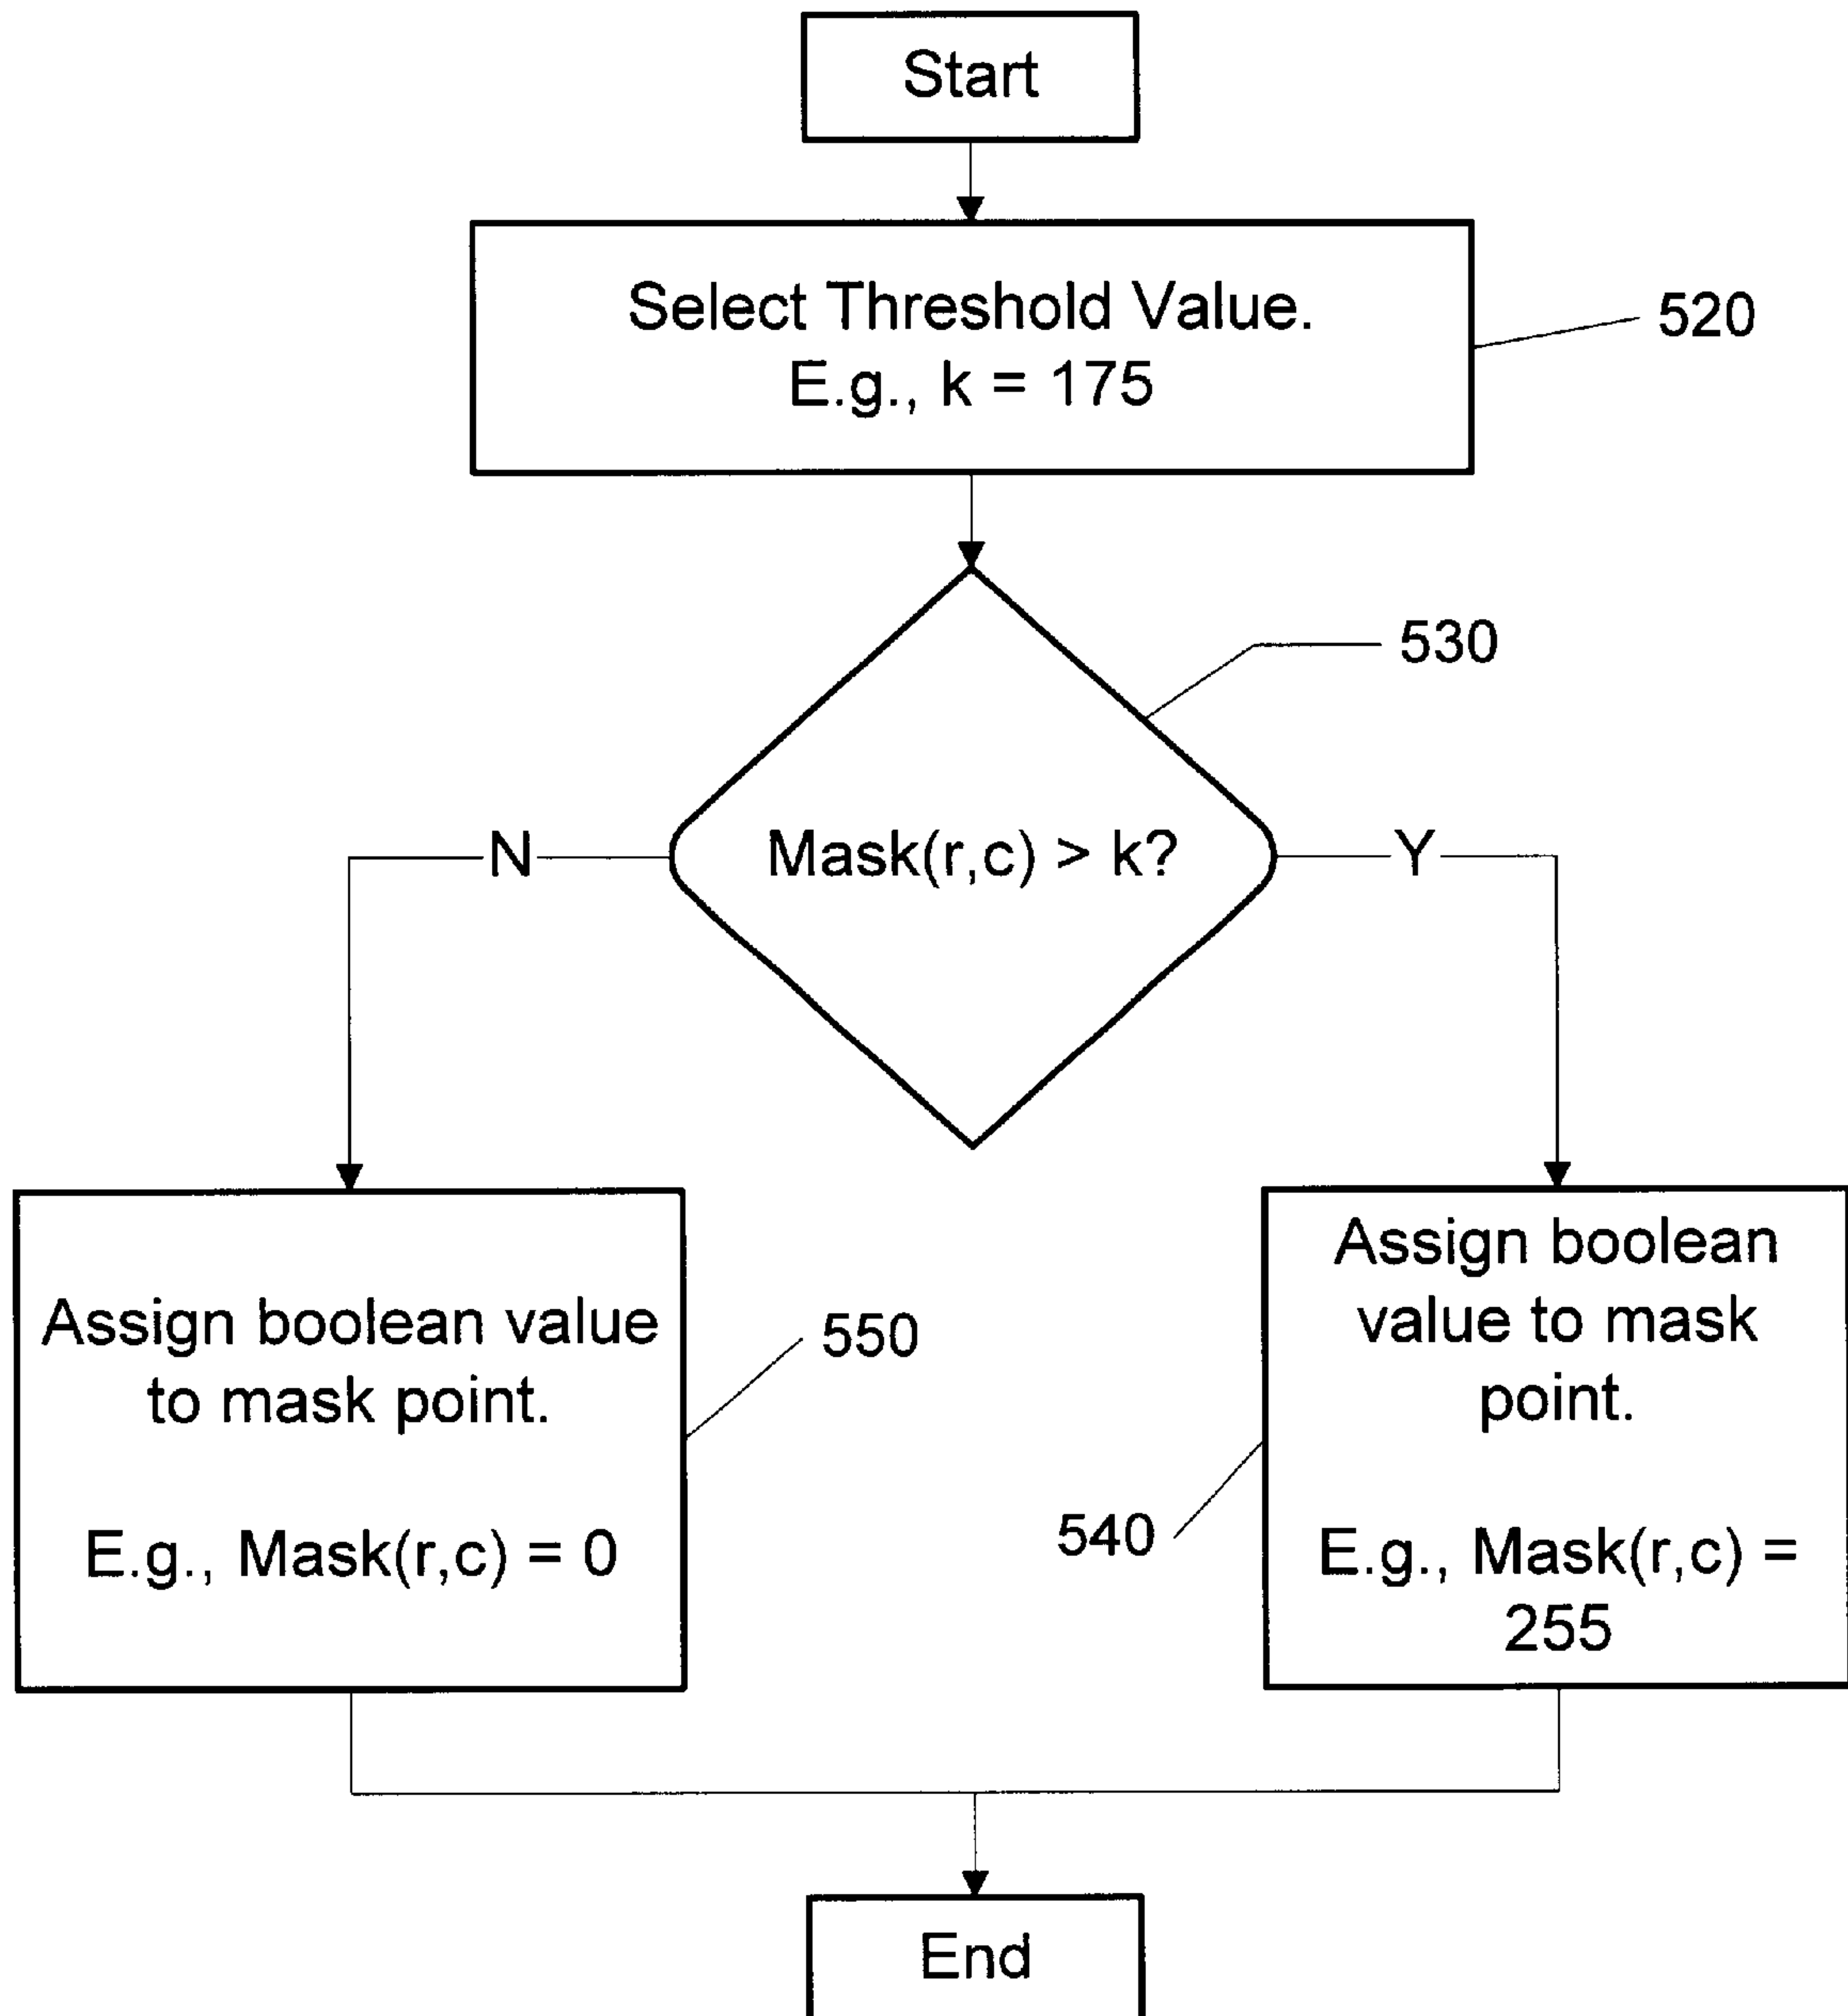 Start
Select Threshold Value.
E.g., k = 175
520
530
Mask(r,c) > k?
N
Y
Assign boolean value
to mask point.
E.g., Mask(r,c) = 0
550
Assign boolean
value to mask
point.
E.g., Mask(r,c) =
255
540
End